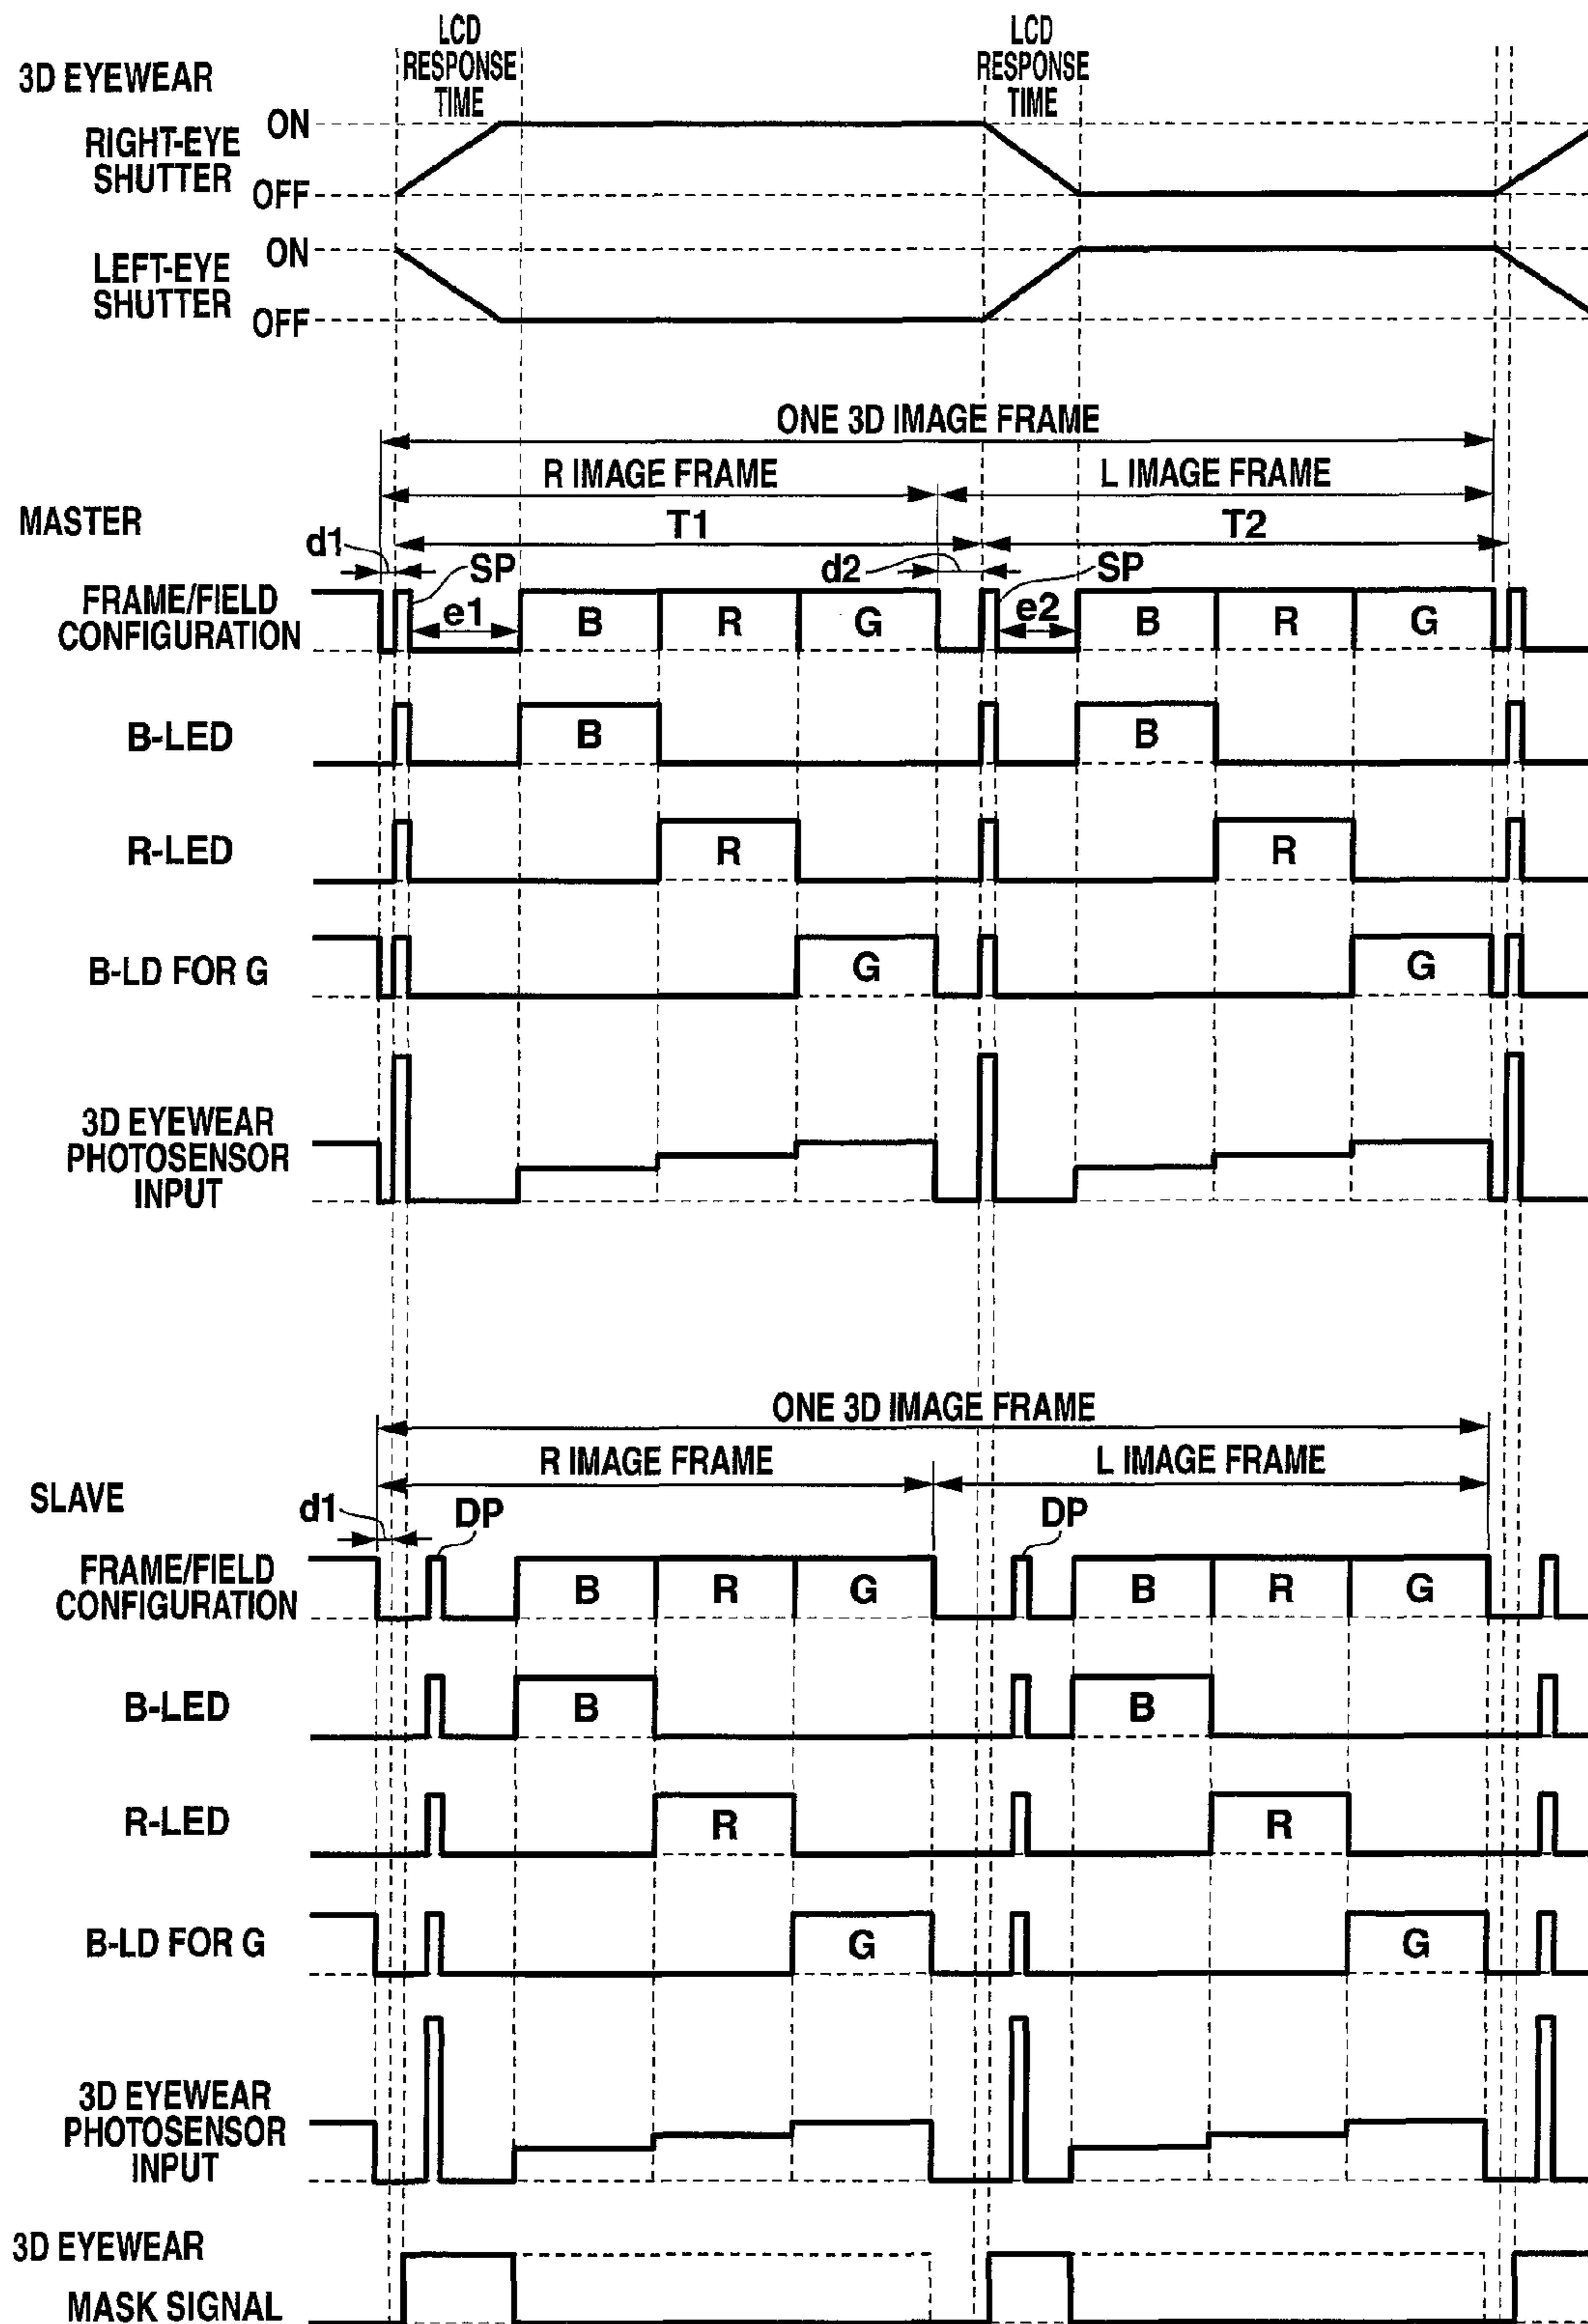 LCD
RESPONSE
TIME
LCD
RESPONSE
TIME
3D EYEWEAR
RIGHT-EYE
SHUTTER
ON
OFF
LEFT-EYE
SHUTTER
ON
OFF
ONE 3D IMAGE FRAME
R IMAGE FRAME
L IMAGE FRAME
MASTER
T1
T2
d1
SP
d2
SP
FRAME/FIELD
CONFIGURATION
e1
B
R
G
e2
B
R
G
B-LED
B
B
R-LED
R
R
B-LD FOR G
G
G
3D EYEWEAR
PHOTOSENSOR
INPUT
ONE 3D IMAGE FRAME
R IMAGE FRAME
L IMAGE FRAME
SLAVE
d1
DP
DP
FRAME/FIELD
CONFIGURATION
B
R
G
B
R
G
B-LED
B
B
R-LED
R
R
B-LD FOR G
G
G
3D EYEWEAR
PHOTOSENSOR
INPUT
3D EYEWEAR
MASK SIGNAL